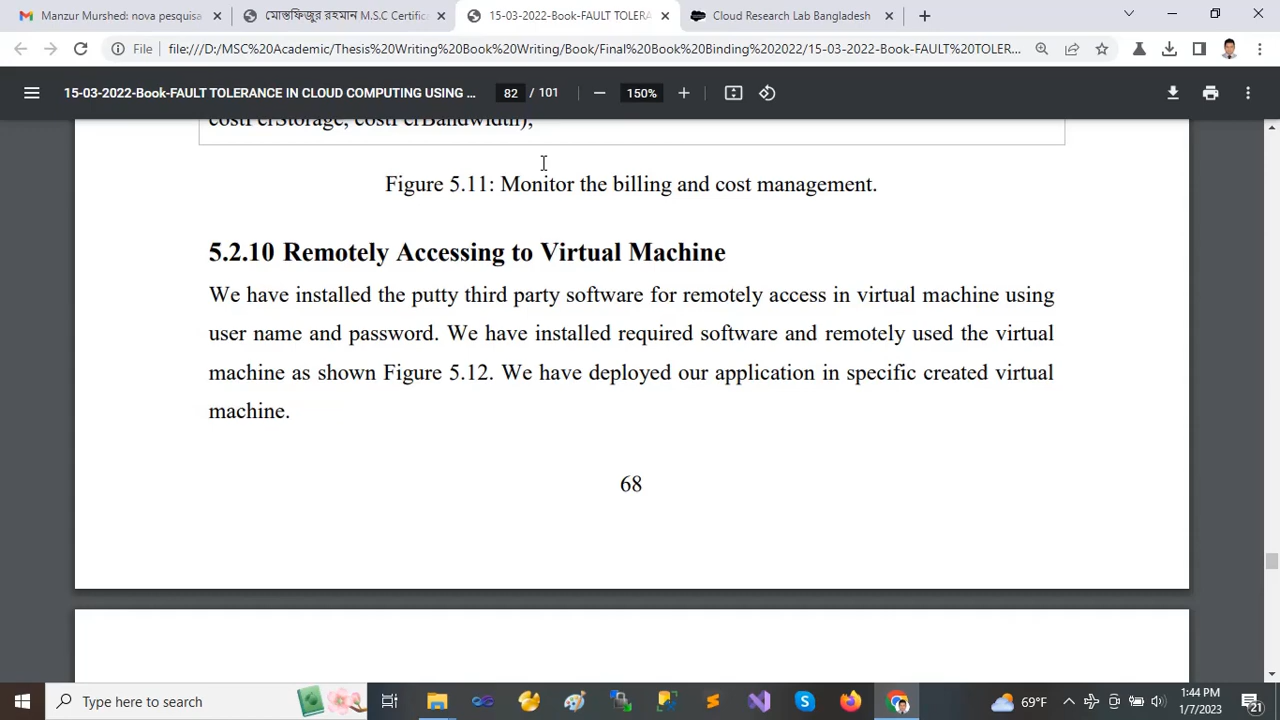 Manzur Murshed: nova pesquisa
মোস্তফিজুর রহমান M.S.C Certific
15-03-2022-Book-FAULT TOLERA
Cloud Research Lab Bangladesh
File
file:///D:/MSC%20Academic/Thesis%20Writing%20Book%20Writing/Book/Final%20Book%20Binding%202022/15-03-2022-Book-FAULT%20TOLER...
15-03-2022-Book-FAULT TOLERANCE IN CLOUD COMPUTING USING ...
82 / 101
150%
costPerStorage, costPerBandwidth);
Figure 5.11: Monitor the billing and cost management.
5.2.10 Remotely Accessing to Virtual Machine
We have installed the putty third party software for remotely access in virtual machine using
user name and password. We have installed required software and remotely used the virtual
machine as shown Figure 5.12. We have deployed our application in specific created virtual
machine.
68
Type here to search
69°F
1:44 PM
1/7/2023
21